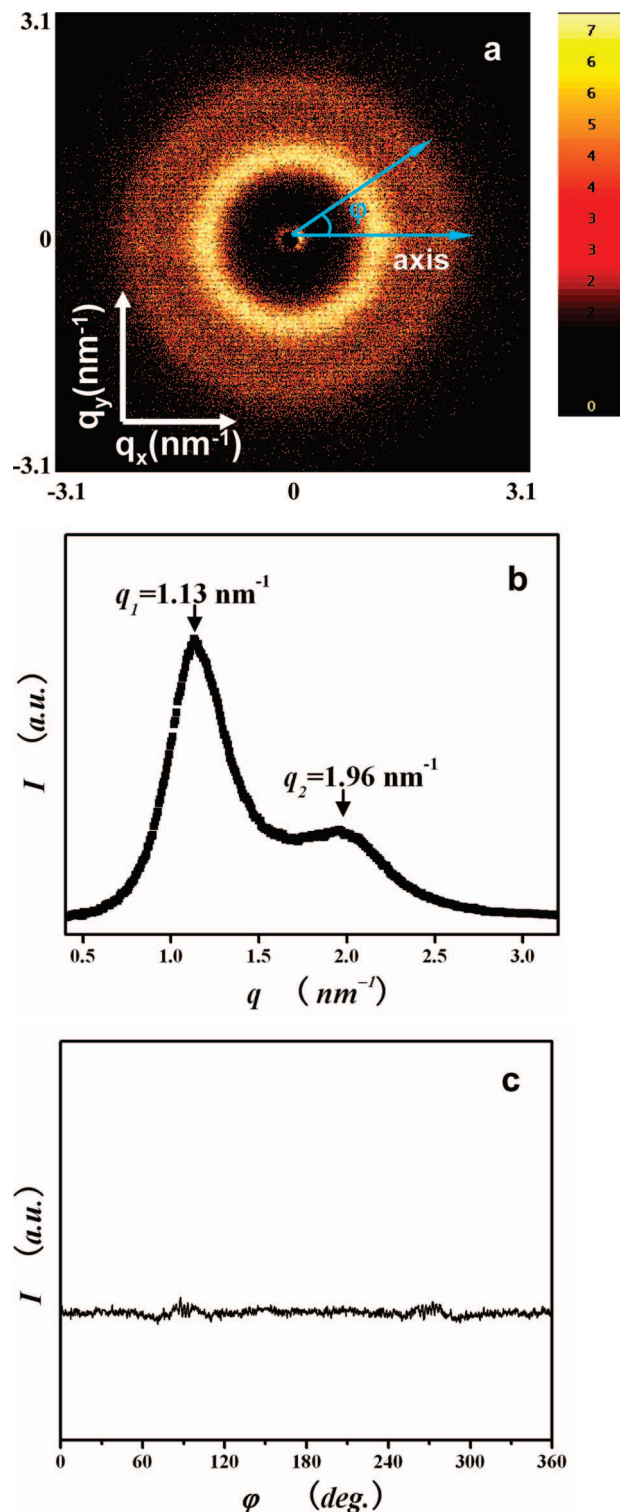 3.1
a
7
6
6
5
4
4
3
3
2
2
0
φ
axis
0
q_y(nm⁻¹)
q_x(nm⁻¹)
-3.1
-3.1
0
3.1
b
q₁=1.13 nm⁻¹
q₂=1.96 nm⁻¹
I (a.u.)
0.5
1.0
1.5
2.0
2.5
3.0
q (nm⁻¹)
c
I (a.u.)
0
60
120
180
240
300
360
φ (deg.)